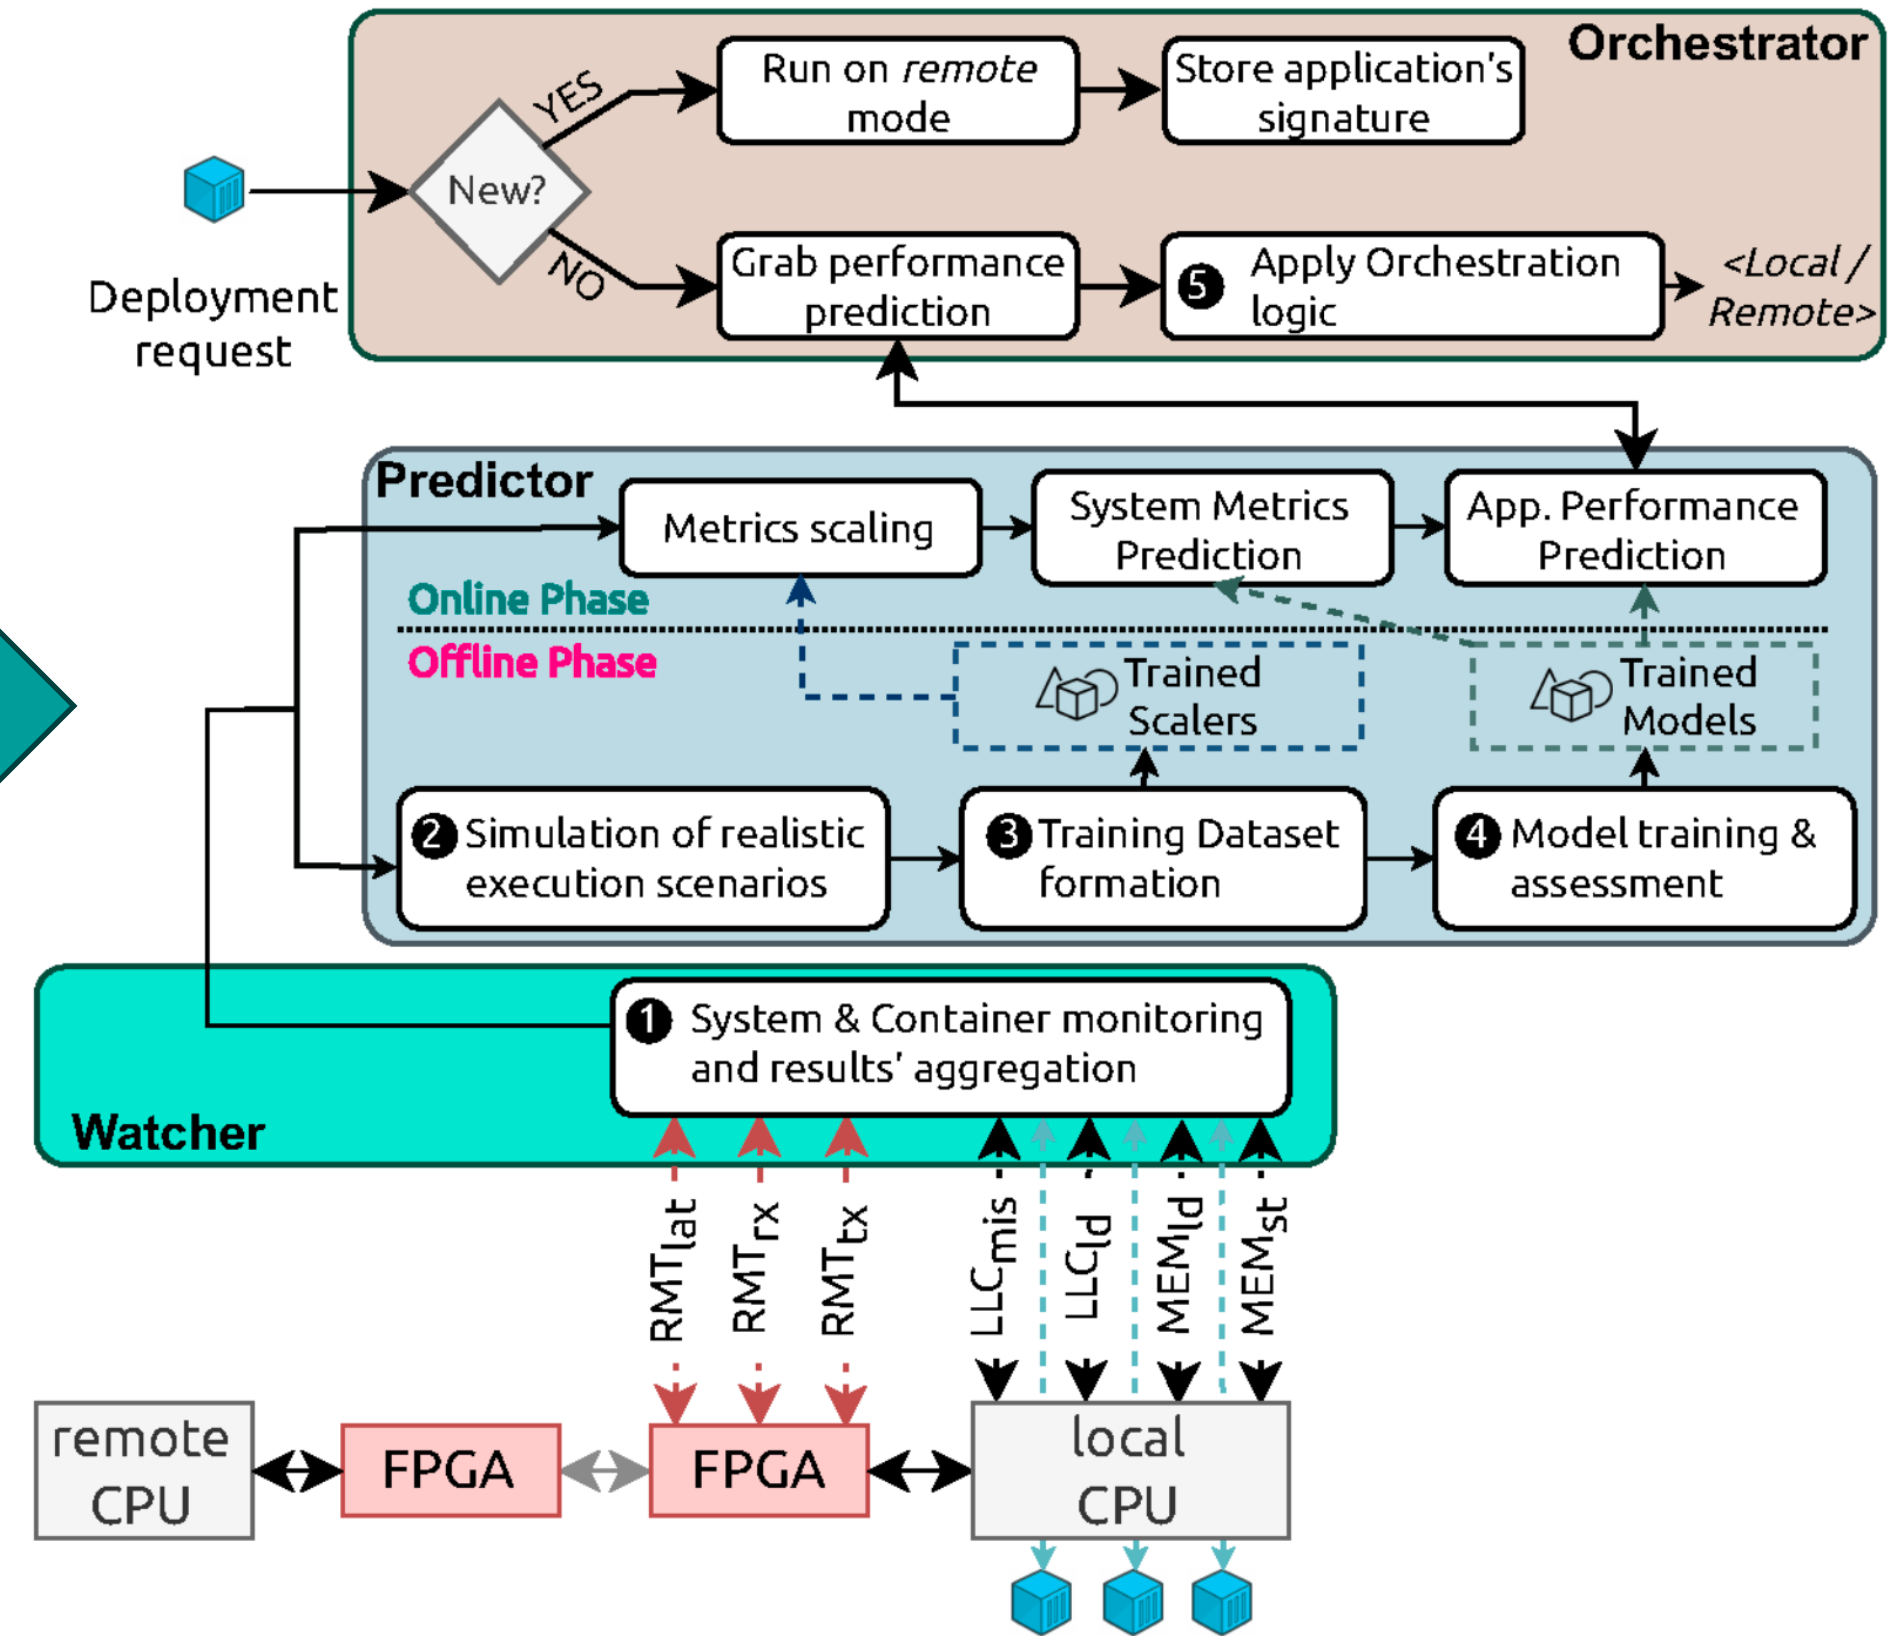 Orchestrator
YES
Run on remote
mode
Store application's
signature
New?
Deployment
request
NO
Grab performance
prediction
5 Apply Orchestration
logic
<Local /
Remote>
Predictor
Metrics scaling
System Metrics
Prediction
App. Performance
Prediction
Online Phase
Offline Phase
Trained
Scalers
Trained
Models
2 Simulation of realistic
execution scenarios
3 Training Dataset
formation
4 Model training &
assessment
1 System & Container monitoring
and results' aggregation
Watcher
RMTlat
RMTrx
RMTtx
LLCmis
LLCld
MEMld
MEMst
remote
CPU
FPGA
FPGA
local
CPU